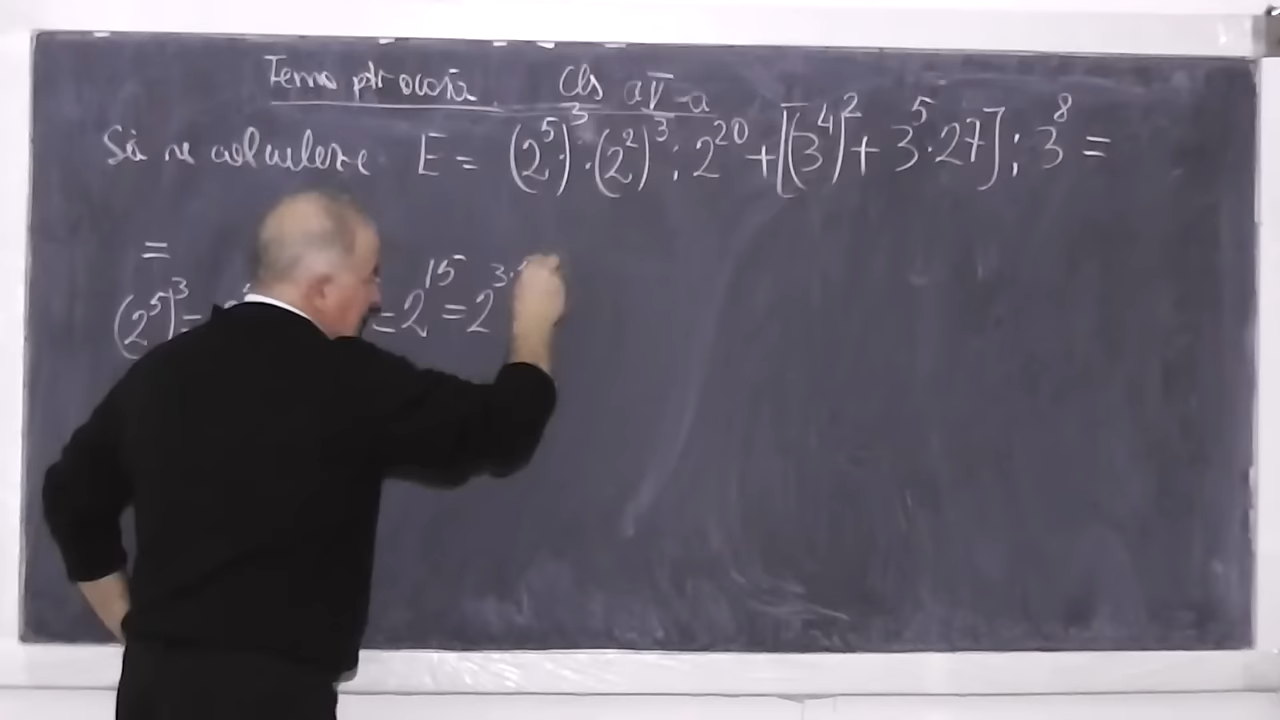 Tema ptr acasă Cls a V-a
Să se calculeze E = (2⁵)³·(2²)³:2²⁰+[(3⁴)²+3⁵·27]:3⁸=
=
(2⁵)³= =2¹⁵=2³·